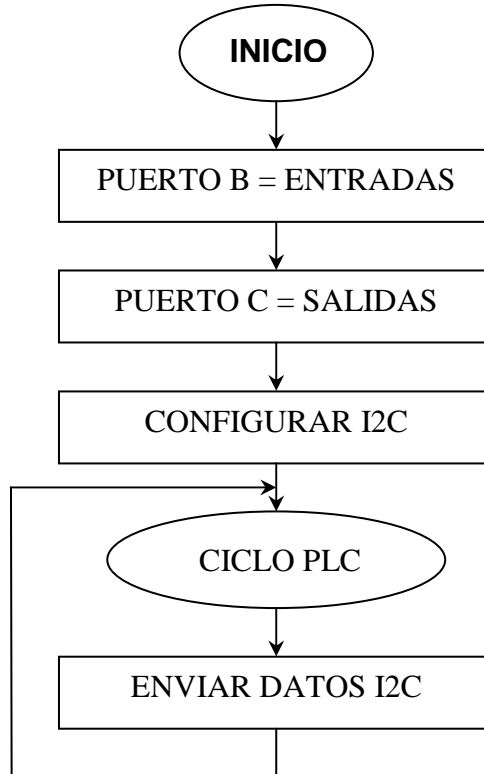 INICIO
PUERTO B = ENTRADAS
PUERTO C = SALIDAS
CONFIGURAR I2C
CICLO PLC
ENVIAR DATOS I2C